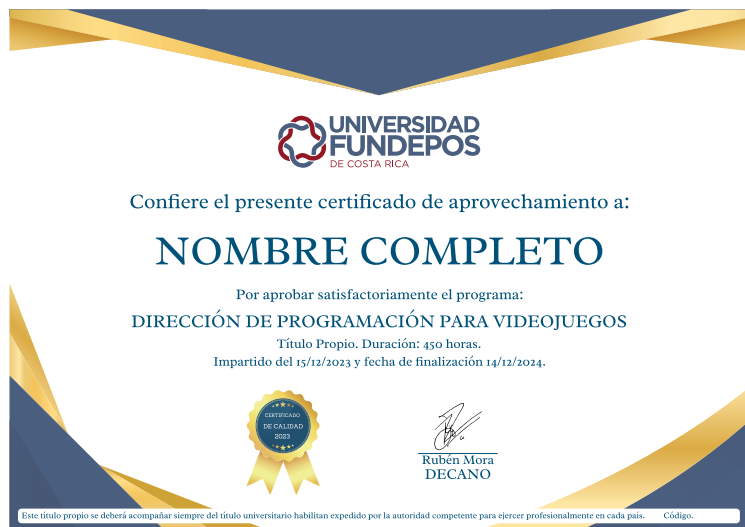 UNIVERSIDAD
FUNDEPOS
DE COSTA RICA
Confiere el presente certificado de aprovechamiento a:
NOMBRE COMPLETO
Por aprobar satisfactoriamente el programa:
DIRECCIÓN DE PROGRAMACIÓN PARA VIDEOJUEGOS
Título Propio. Duración: 450 horas.
Impartido del 15/12/2023 y fecha de finalización 14/12/2024.
CERTIFICADO
DE CALIDAD
2023
Rubén Mora
DECANO
Este título propio se deberá acompañar siempre del título universitario habilitan expedido por la autoridad competente para ejercer profesionalmente en cada país. Código.